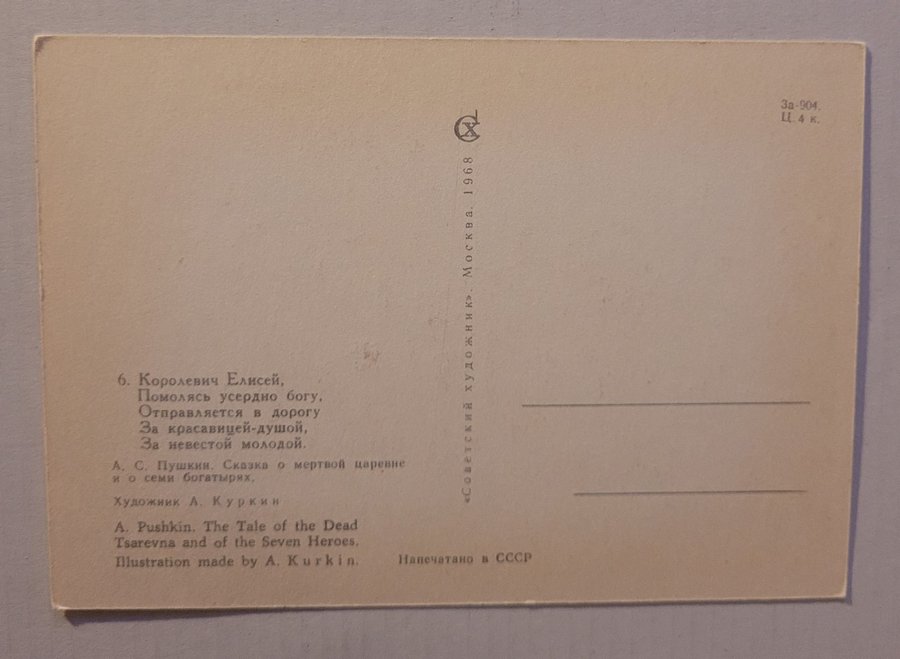 6. Королевич Елисей,
Помолясь усердно богу,
Отправляется в дорогу
За красавицей-душой,
За невестой молодой.
А. С. Пушкин. Сказка о мертвой царевне
и о семи богатырях.
Художник А. Куркин
A. Pushkin. The Tale of the Dead
Tsarevna and of the Seven Heroes.
Illustration made by A. Kurkin.
Напечатано в СССР
«Советский художник». Москва. 1968
СХ
За-904.
Ц. 4 к.